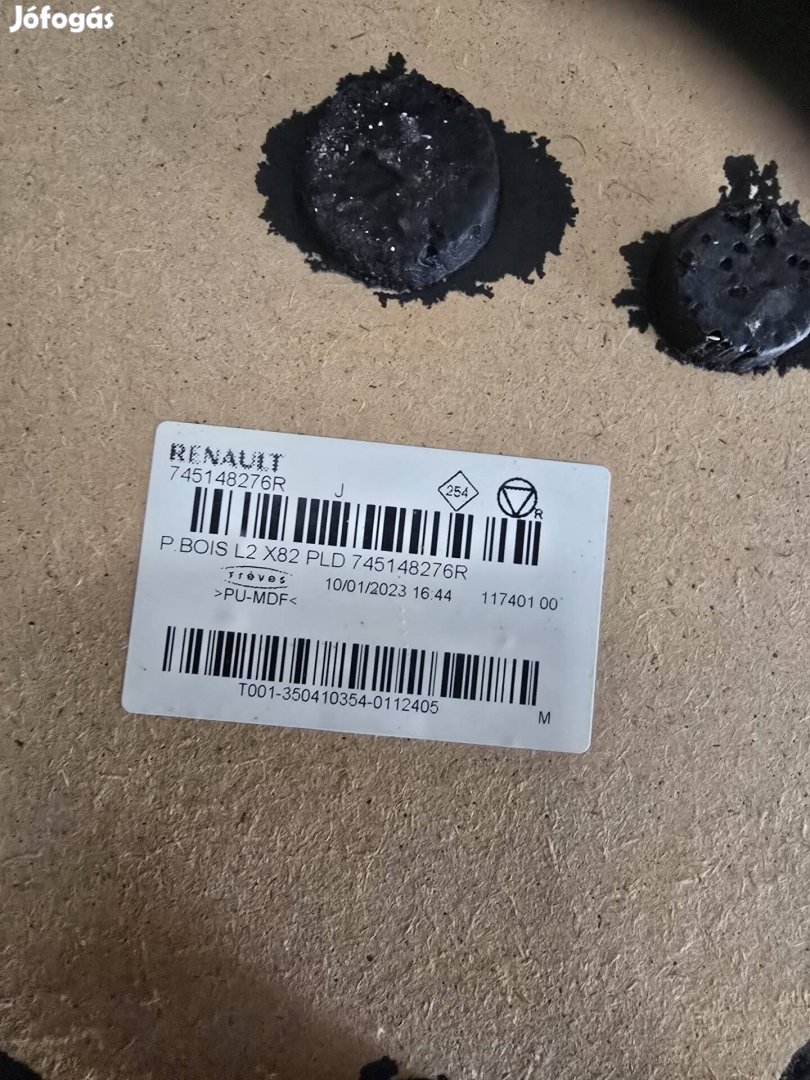 Jófogás
RENAULT
745148276R
J
254
R
P.BOIS L2 X82 PLD 745148276R
Trèves
10/01/2023 16:44
117401 00
>PU-MDF<
T001-350410354-0112405
M